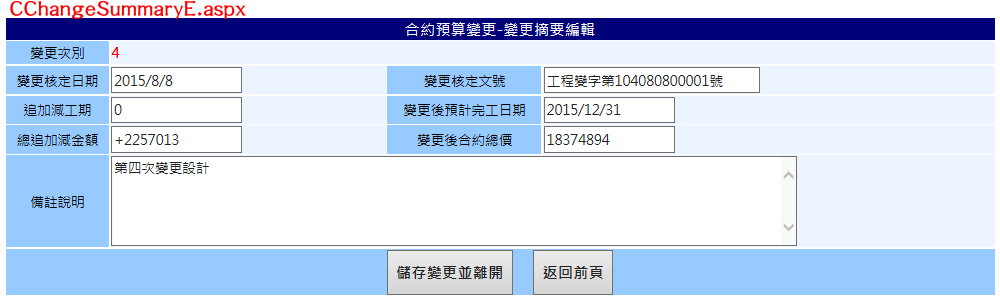 CChangeSummaryE.aspx
合約預算變更-變更摘要編輯
變更次別 4
變更核定日期 2015/8/8 變更核定文號 工程變字第104080800001號
追加減工期 0 變更後預計完工日期 2015/12/31
總追加減金額 +2257013 變更後合約總價 18374894
備註說明 第四次變更設計
儲存變更並離開 返回前頁